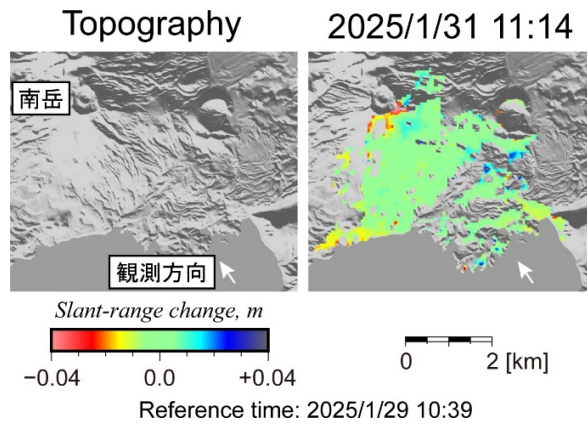 Topography
2025/1/31 11:14
南岳
観測方向
Slant-range change, m
−0.04 0.0 +0.04
0 2 [km]
Reference time: 2025/1/29 10:39